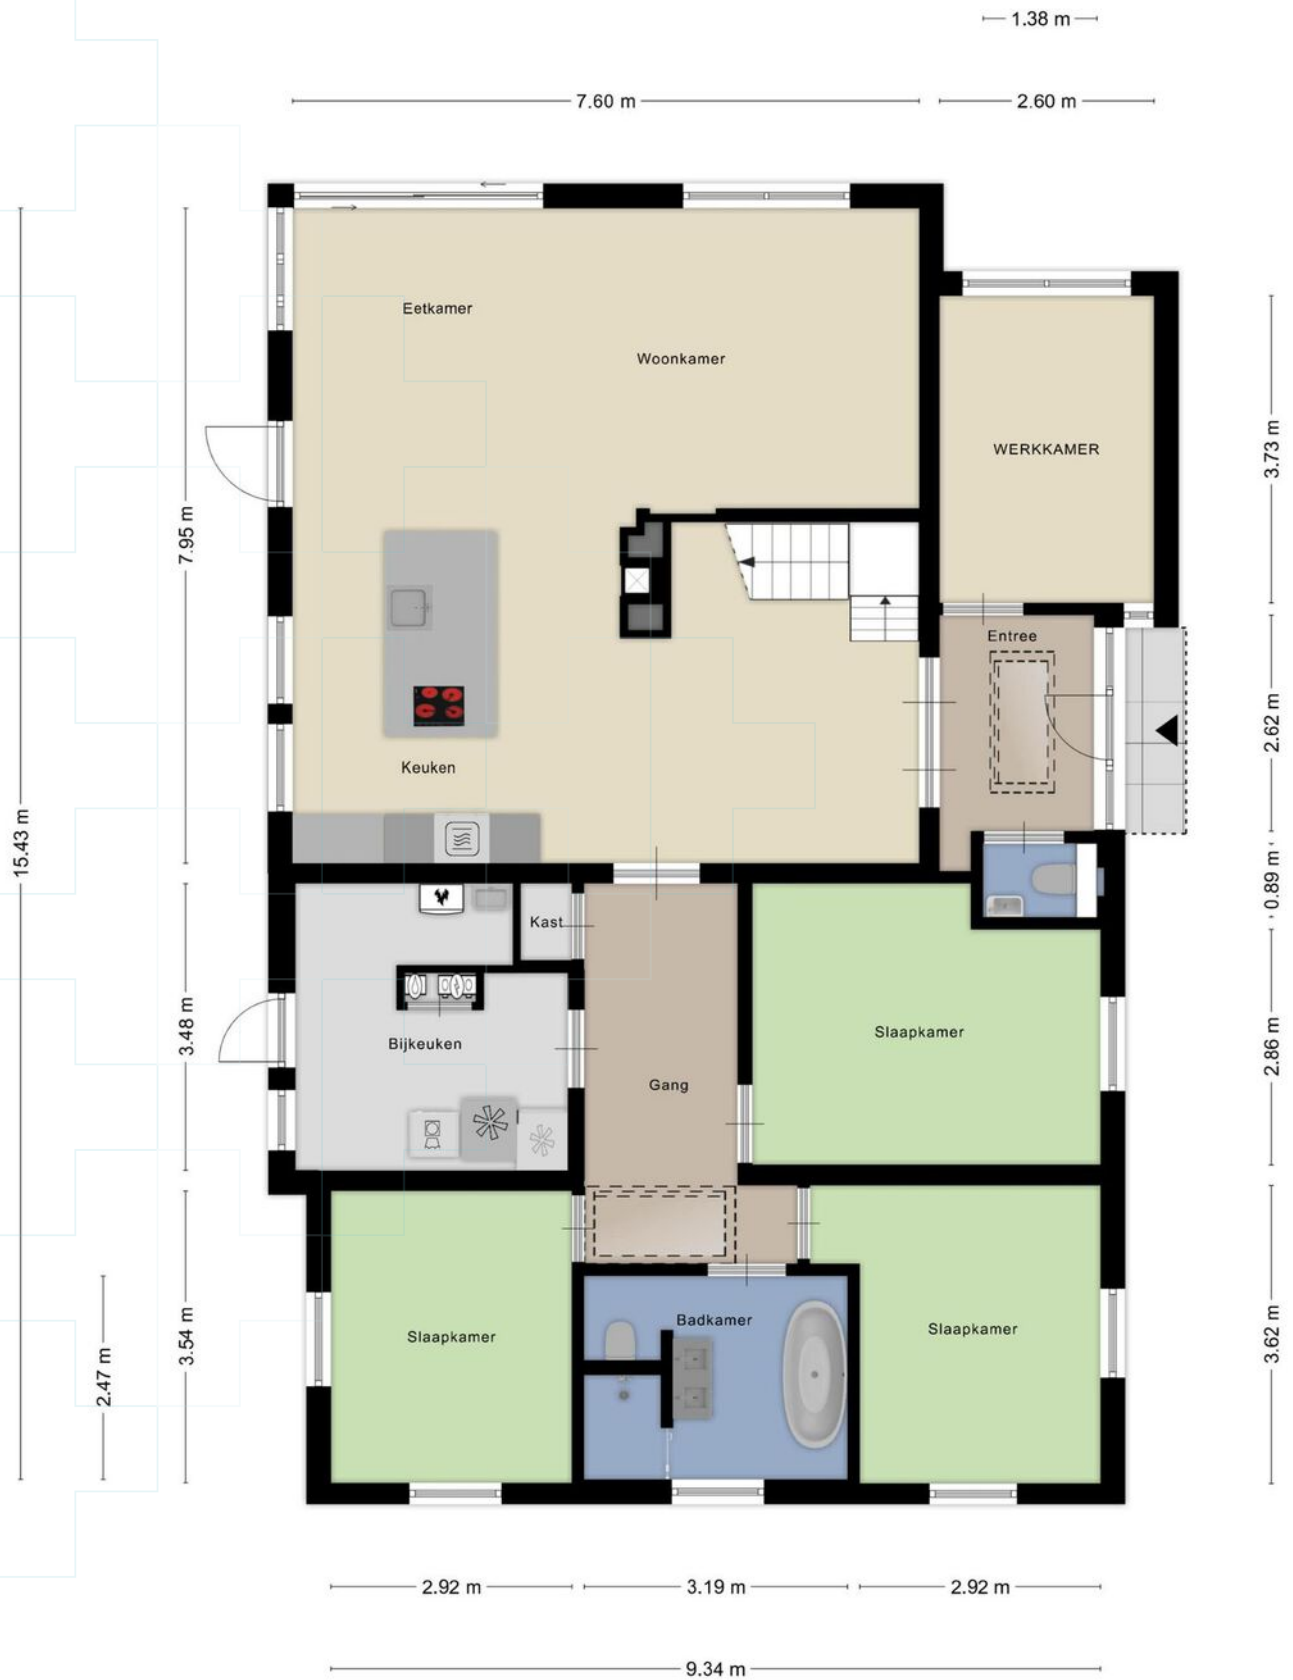 1.38 m
7.60 m
2.60 m
Eetkamer
Woonkamer
WERKKAMER
3.73 m
7.95 m
Entree
2.62 m
Keuken
15.43 m
0.89 m
Kast
3.48 m
Bijkeuken
Slaapkamer
2.86 m
Gang
Badkamer
Slaapkamer
Slaapkamer
3.54 m
3.62 m
2.47 m
2.92 m
3.19 m
2.92 m
9.34 m